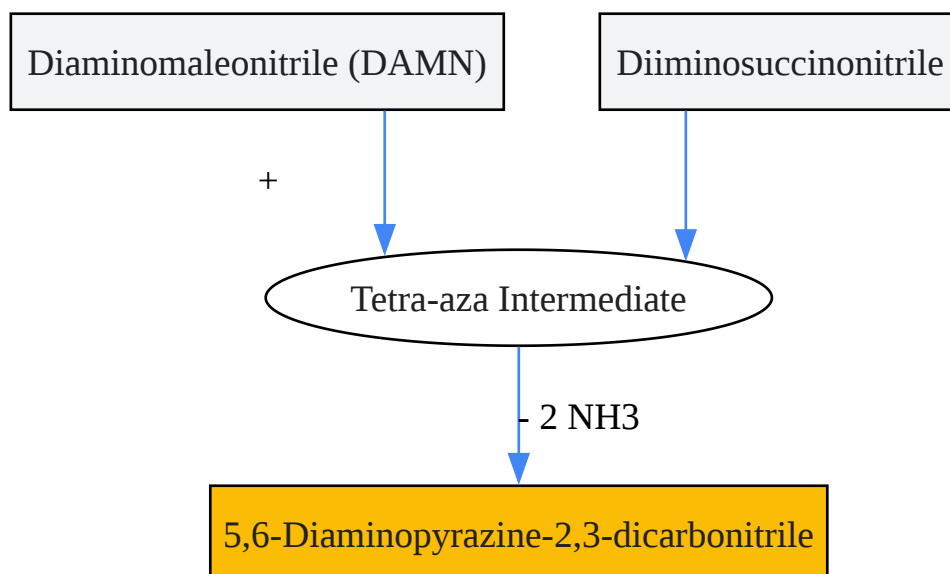 Diaminomaleonitrile (DAMN)
Diiminosuccinonitrile
+
Tetra-aza Intermediate
- 2 NH3
5,6-Diaminopyrazine-2,3-dicarbonitrile